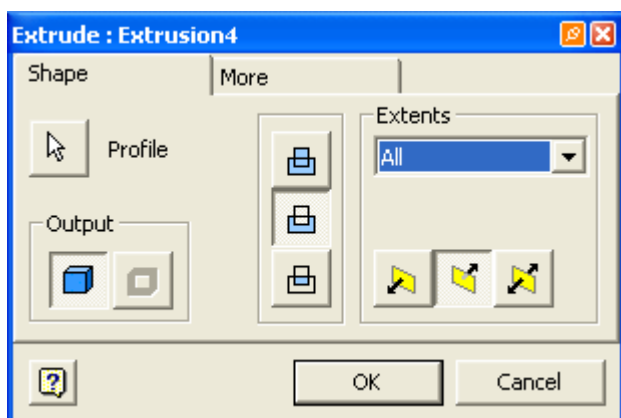 Extrude : Extrusion4
Shape
More
Profile
Extents
All
Output
OK
Cancel